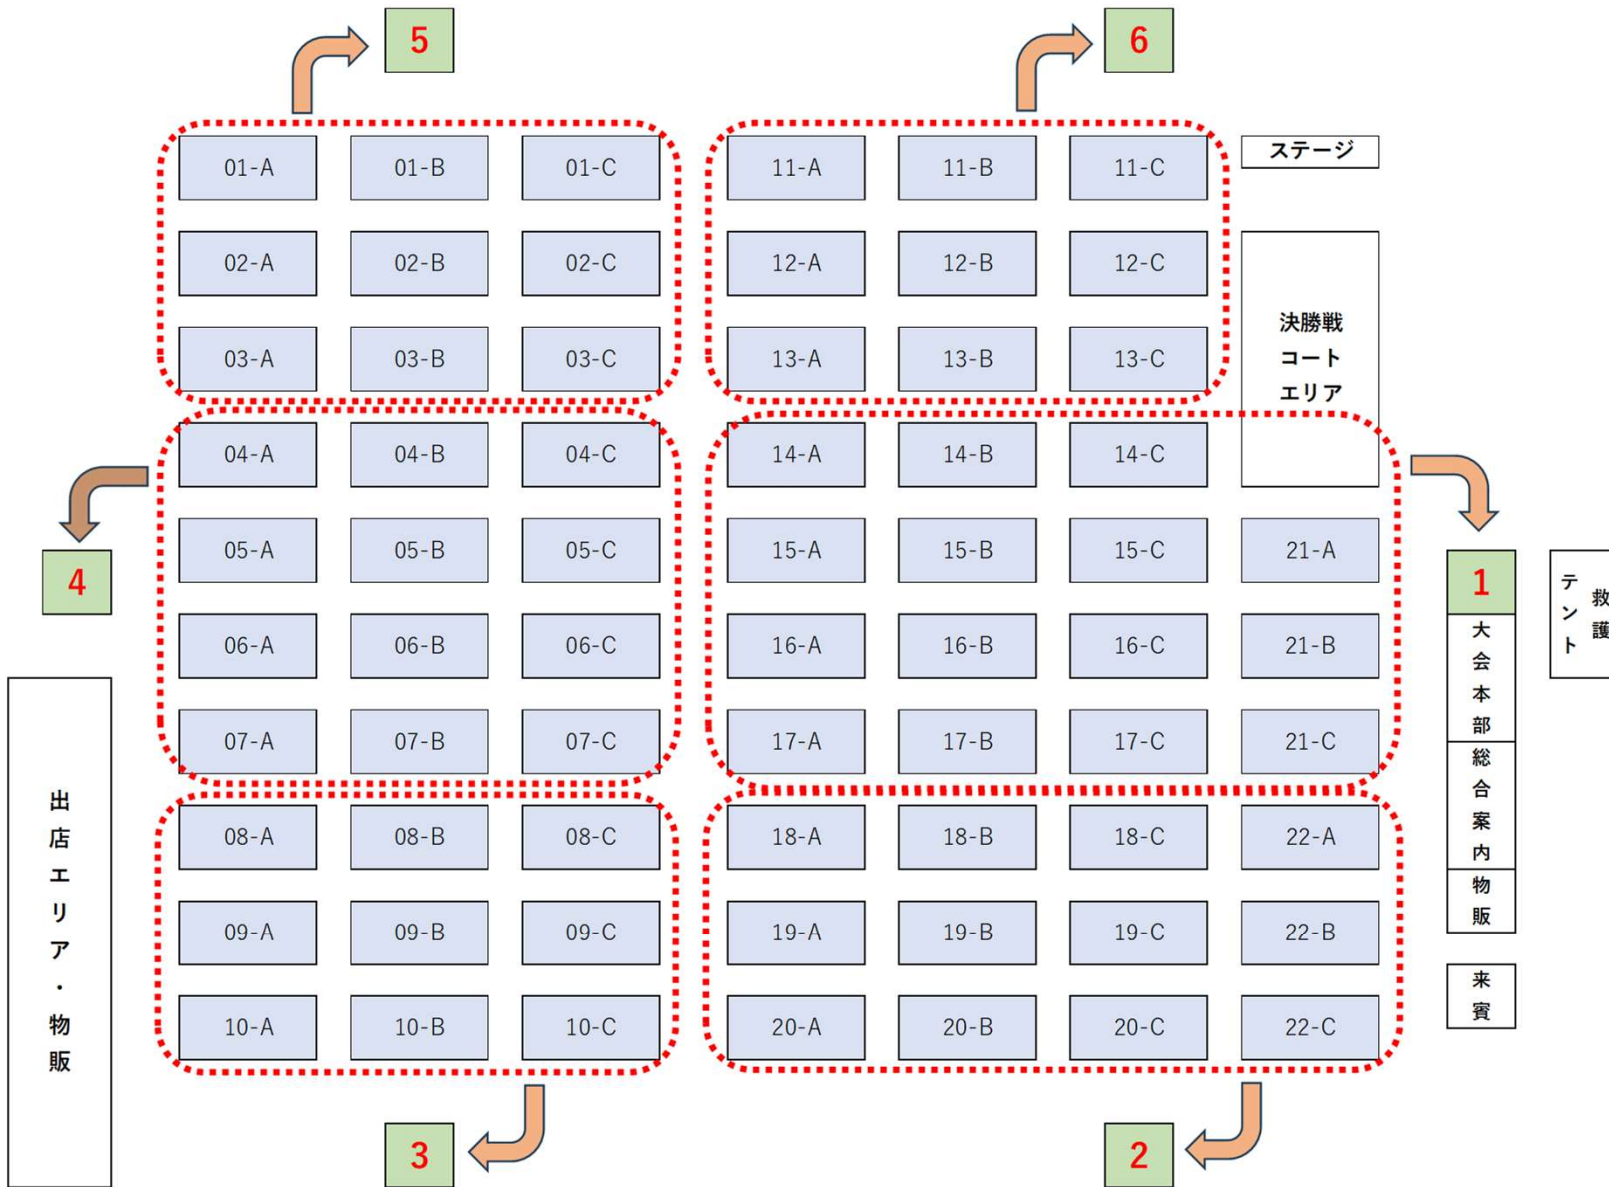 5
6
01-A 01-B 01-C 11-A 11-B 11-C ステージ
02-A 02-B 02-C 12-A 12-B 12-C
03-A 03-B 03-C 13-A 13-B 13-C
決勝戦
コート
エリア
04-A 04-B 04-C 14-A 14-B 14-C
05-A 05-B 05-C 15-A 15-B 15-C 21-A
4
1
救護
テント
06-A 06-B 06-C 16-A 16-B 16-C 21-B
大会本部
07-A 07-B 07-C 17-A 17-B 17-C 21-C
総合案内
出店エリア・物販
08-A 08-B 08-C 18-A 18-B 18-C 22-A
09-A 09-B 09-C 19-A 19-B 19-C 22-B
物販
10-A 10-B 10-C 20-A 20-B 20-C 22-C
来賓
3
2